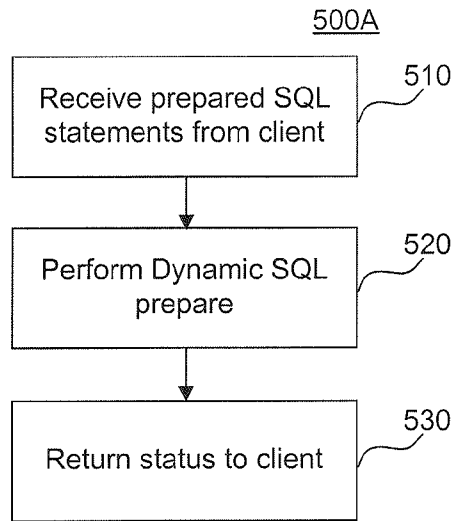 500A
Receive prepared SQL
statements from client
510
Perform Dynamic SQL
prepare
520
Return status to client
530